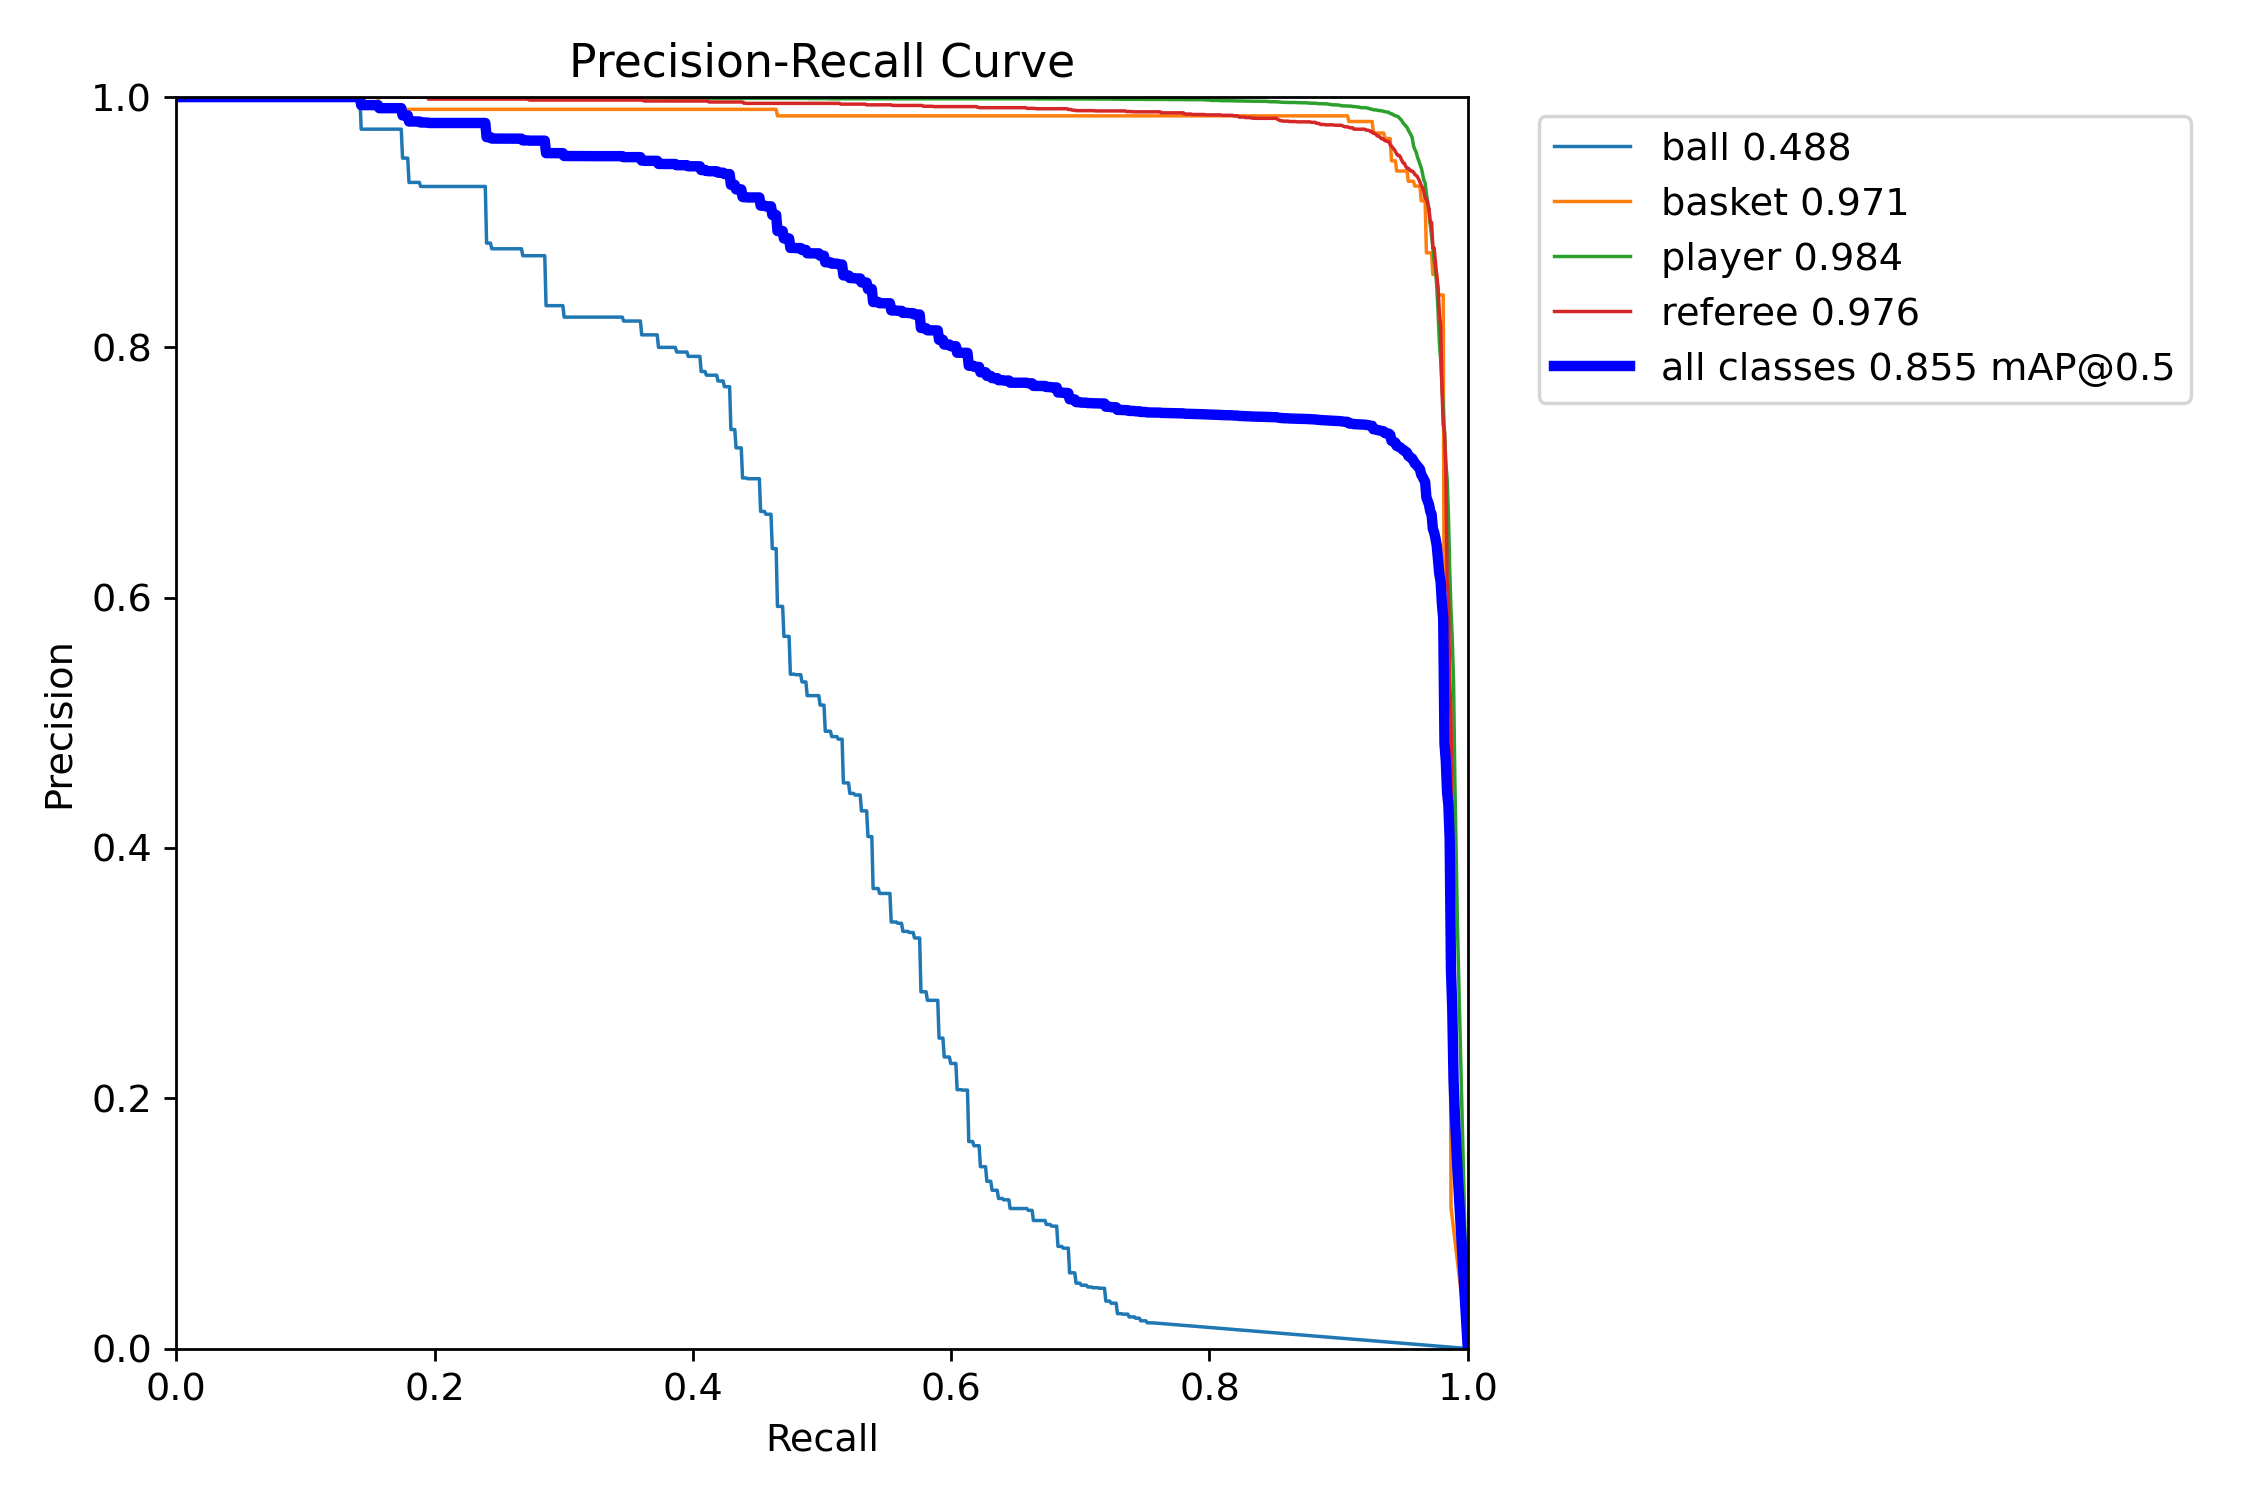 Precision-Recall Curve
1.0
0.8
0.6
0.4
0.2
0.0
Precision
0.0 0.2 0.4 0.6 0.8 1.0
Recall
ball 0.488
basket 0.971
player 0.984
referee 0.976
all classes 0.855 mAP@0.5